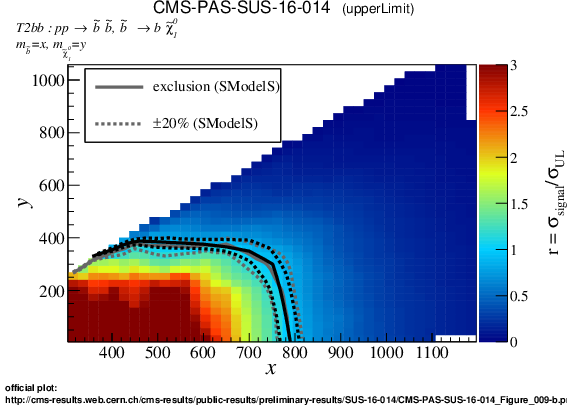 CMS-PAS-SUS-16-014 (upperLimit)
T2bb : pp → b̃ b̃, b̃ → b χ̃⁰₁
m_b̃=x, m_χ̃⁰₁=y
exclusion (SModelS)
±20% (SModelS)
1000
800
600
400
200
y
400 500 600 700 800 900 1000 1100
x
3
2.5
2
1.5
1
0.5
0
r = σ_signal/σ_UL
official plot:
http://cms-results.web.cern.ch/cms-results/public-results/preliminary-results/SUS-16-014/CMS-PAS-SUS-16-014_Figure_009-b.p